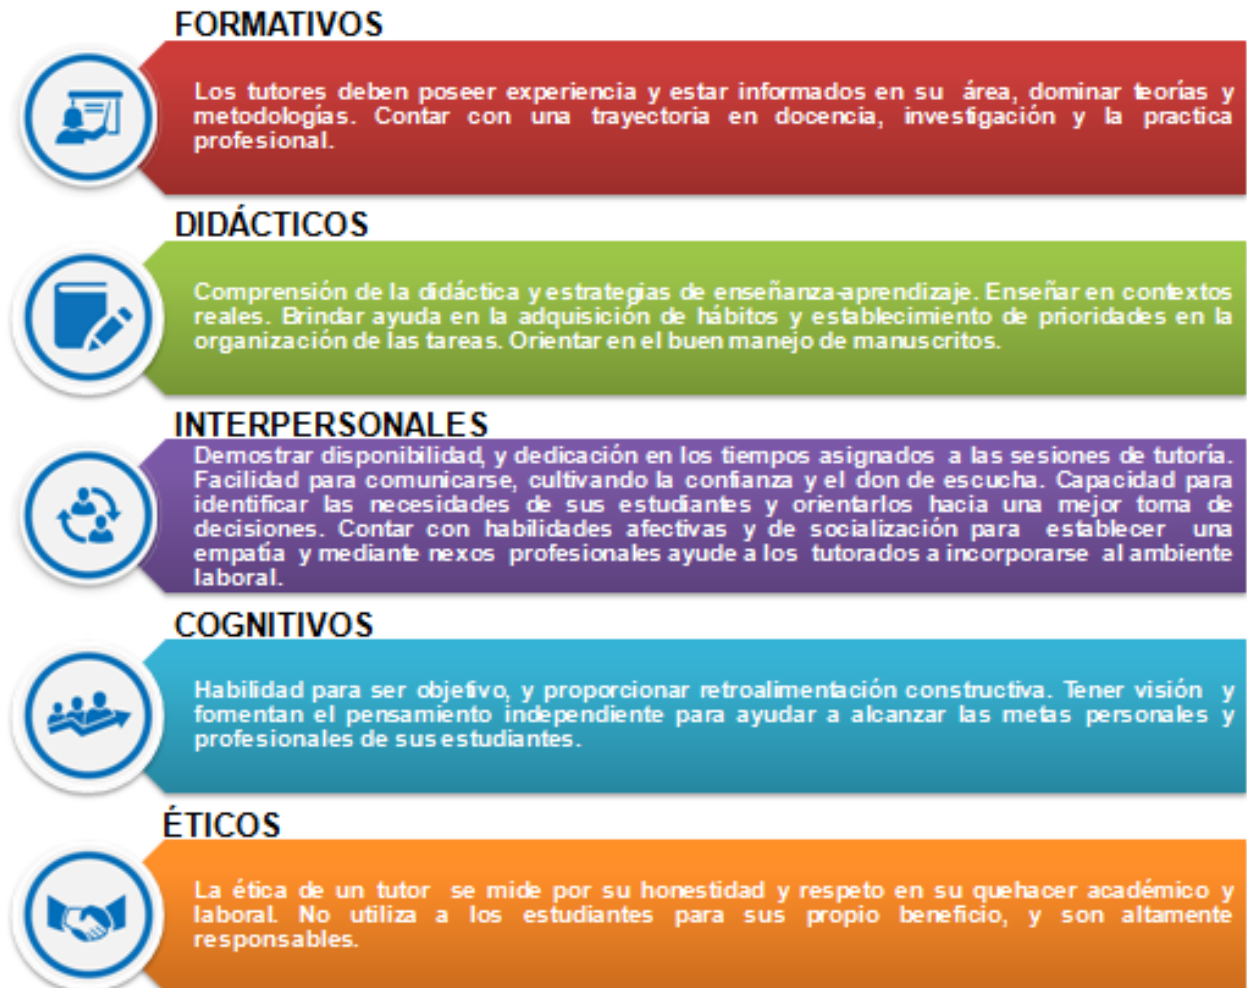 FORMATIVOS
Los tutores deben poseer experiencia y estar informados en su área, dominar teorías y
metodologías. Contar con una trayectoria en docencia, investigación y la practica
profesional.
DIDÁCTICOS
Comprensión de la didáctica y estrategias de enseñanza-aprendizaje. Enseñar en contextos
reales. Brindar ayuda en la adquisición de hábitos y establecimiento de prioridades en la
organización de las tareas. Orientar en el buen manejo de manuscritos.
INTERPERSONALES
Demostrar disponibilidad, y dedicación en los tiempos asignados a las sesiones de tutoría.
Facilidad para comunicarse, cultivando la confianza y el don de escucha. Capacidad para
identificar las necesidades de sus estudiantes y orientarlos hacia una mejor toma de
decisiones. Contar con habilidades afectivas y de socialización para establecer una
empatía y mediante nexos profesionales ayude a los tutorados a incorporarse al ambiente
laboral.
COGNITIVOS
Habilidad para ser objetivo, y proporcionar retroalimentación constructiva. Tener visión y
fomentan el pensamiento independiente para ayudar a alcanzar las metas personales y
profesionales de sus estudiantes.
ÉTICOS
La ética de un tutor se mide por su honestidad y respeto en su quehacer académico y
laboral. No utiliza a los estudiantes para sus propio beneficio, y son altamente
responsables.